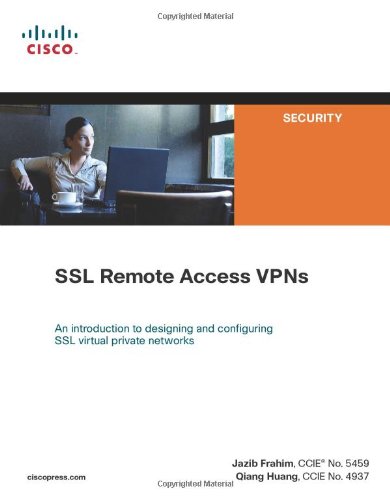 Copyrighted Material
CISCO
SECURITY
SSL Remote Access VPNs
An introduction to designing and configuring
SSL virtual private networks
Jazib Frahim, CCIE® No. 5459
ciscopress.com
Qiang Huang, CCIE No. 4937
Copyrighted Material